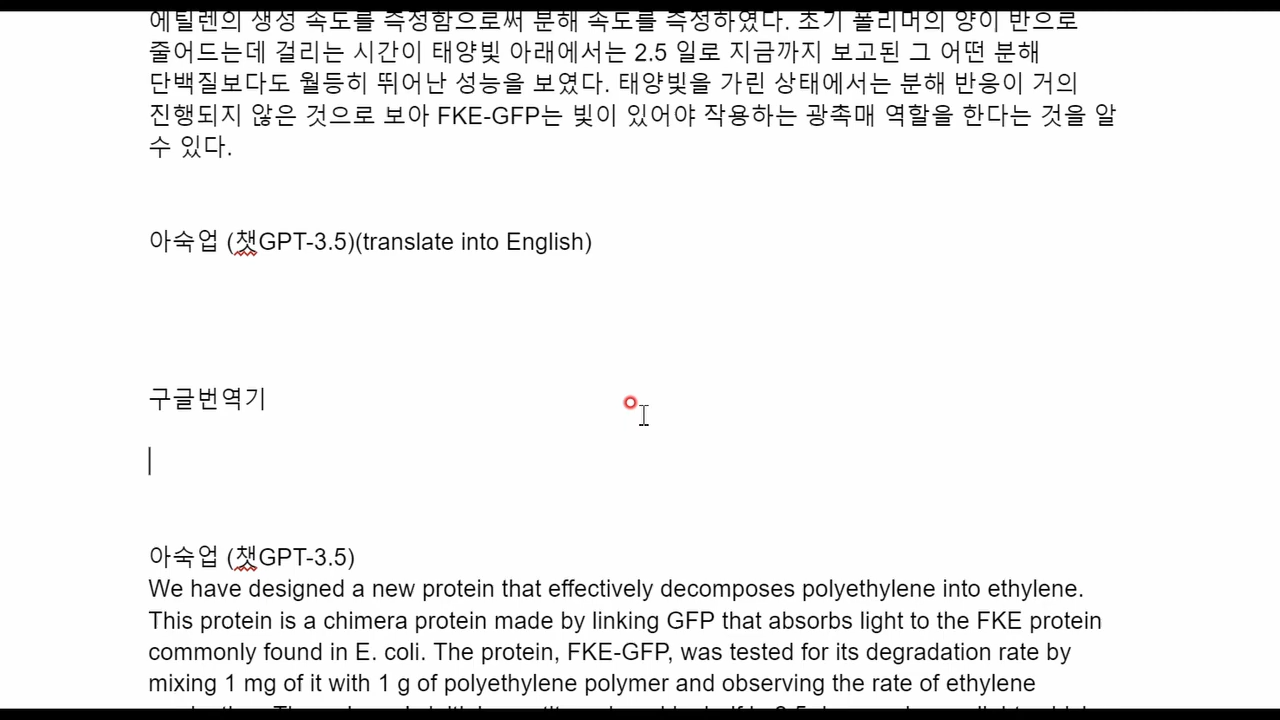 에틸렌의 생성 속도를 측정함으로써 분해 속도를 측정하였다. 초기 폴리머의 양이 반으로
줄어드는데 걸리는 시간이 태양빛 아래에서는 2.5 일로 지금까지 보고된 그 어떤 분해
단백질보다도 월등히 뛰어난 성능을 보였다. 태양빛을 가린 상태에서는 분해 반응이 거의
진행되지 않은 것으로 보아 FKE-GFP는 빛이 있어야 작용하는 광촉매 역할을 한다는 것을 알
수 있다.
아숙업 (챗GPT-3.5)(translate into English)
구글번역기
아숙업 (챗GPT-3.5)
We have designed a new protein that effectively decomposes polyethylene into ethylene.
This protein is a chimera protein made by linking GFP that absorbs light to the FKE protein
commonly found in E. coli. The protein, FKE-GFP, was tested for its degradation rate by
mixing 1 mg of it with 1 g of polyethylene polymer and observing the rate of ethylene